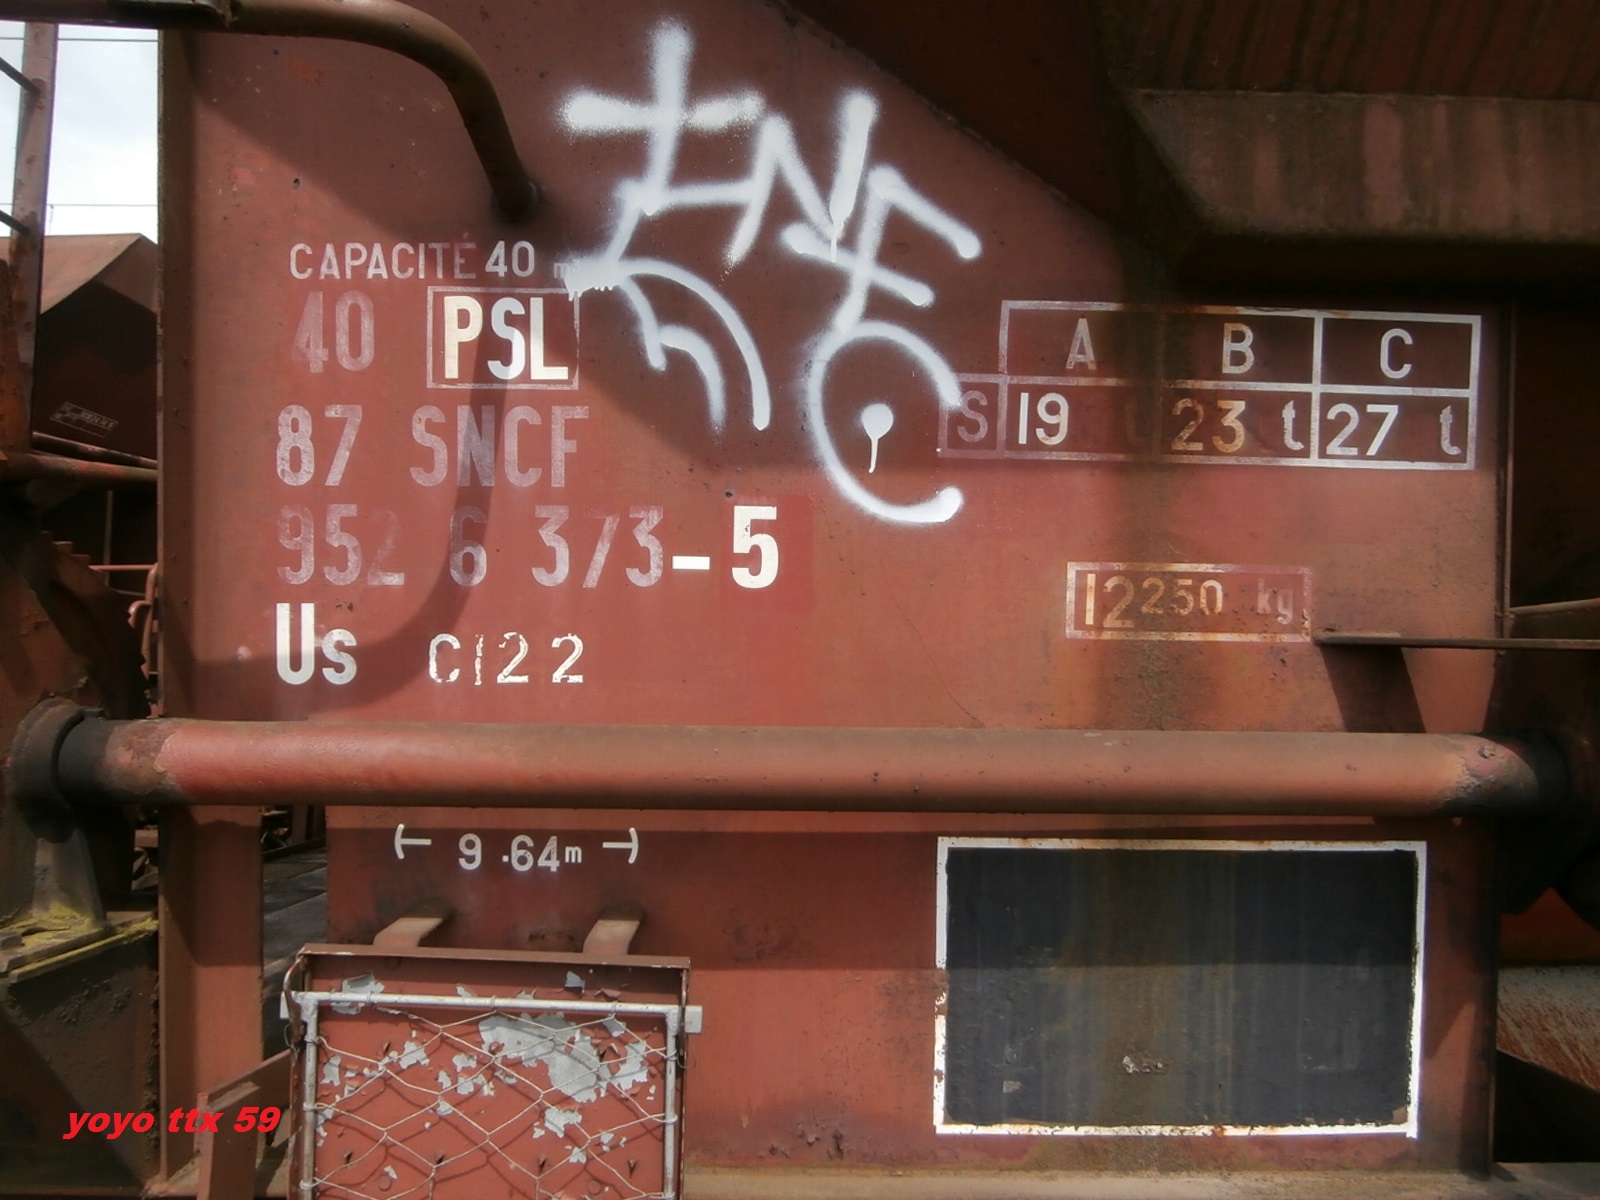 CAPACITÉ 40 m
40 PSL
87 SNCF
952 6 373-5
Us C122
A B C
S 19 t 23 t 27 t
12250 kg
9.64m
yoyo ttx 59